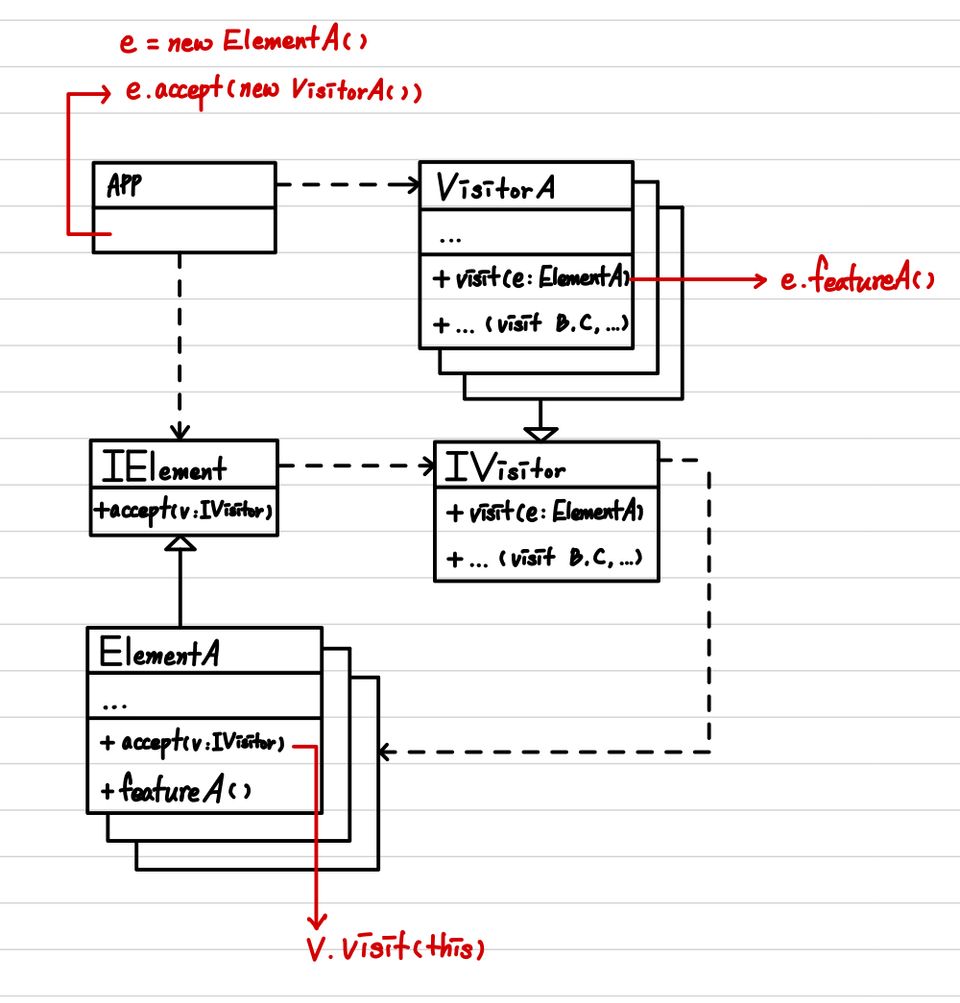 e = new ElementA()
e.accept(new VisitorA())
APP
VisitorA
...
+ visit(e: ElementA)
e.featureA()
+ ... (visit B.C, ...)
IElement
+accept(v:IVisitor)
IVisitor
+ visit(e: ElementA)
+ ... (visit B.C, ...)
ElementA
...
+ accept(v:IVisitor)
+ featureA()
V.visit(this)